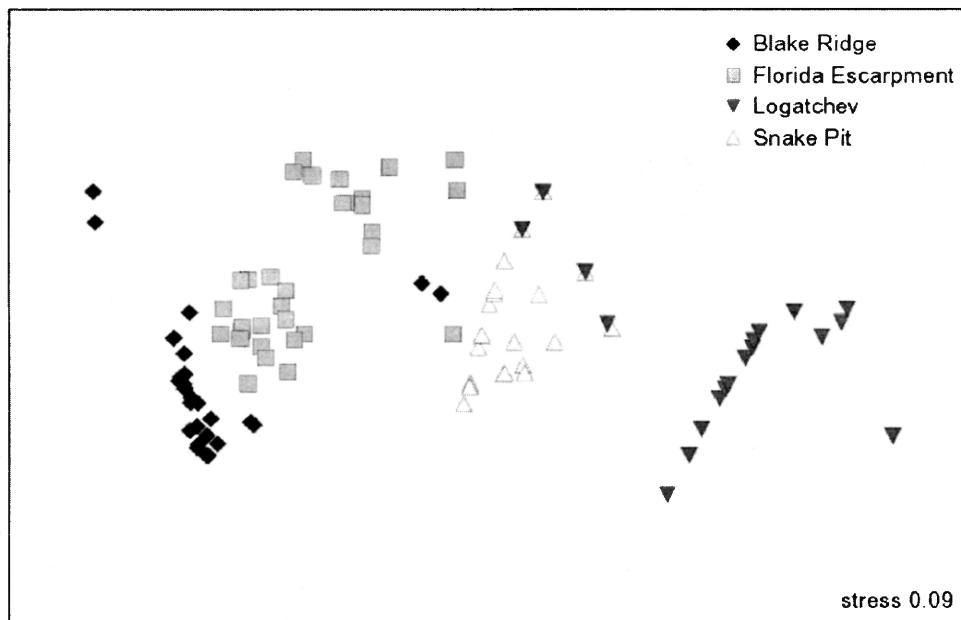 Blake Ridge
Florida Escarpment
Logatchev
Snake Pit
stress 0.09